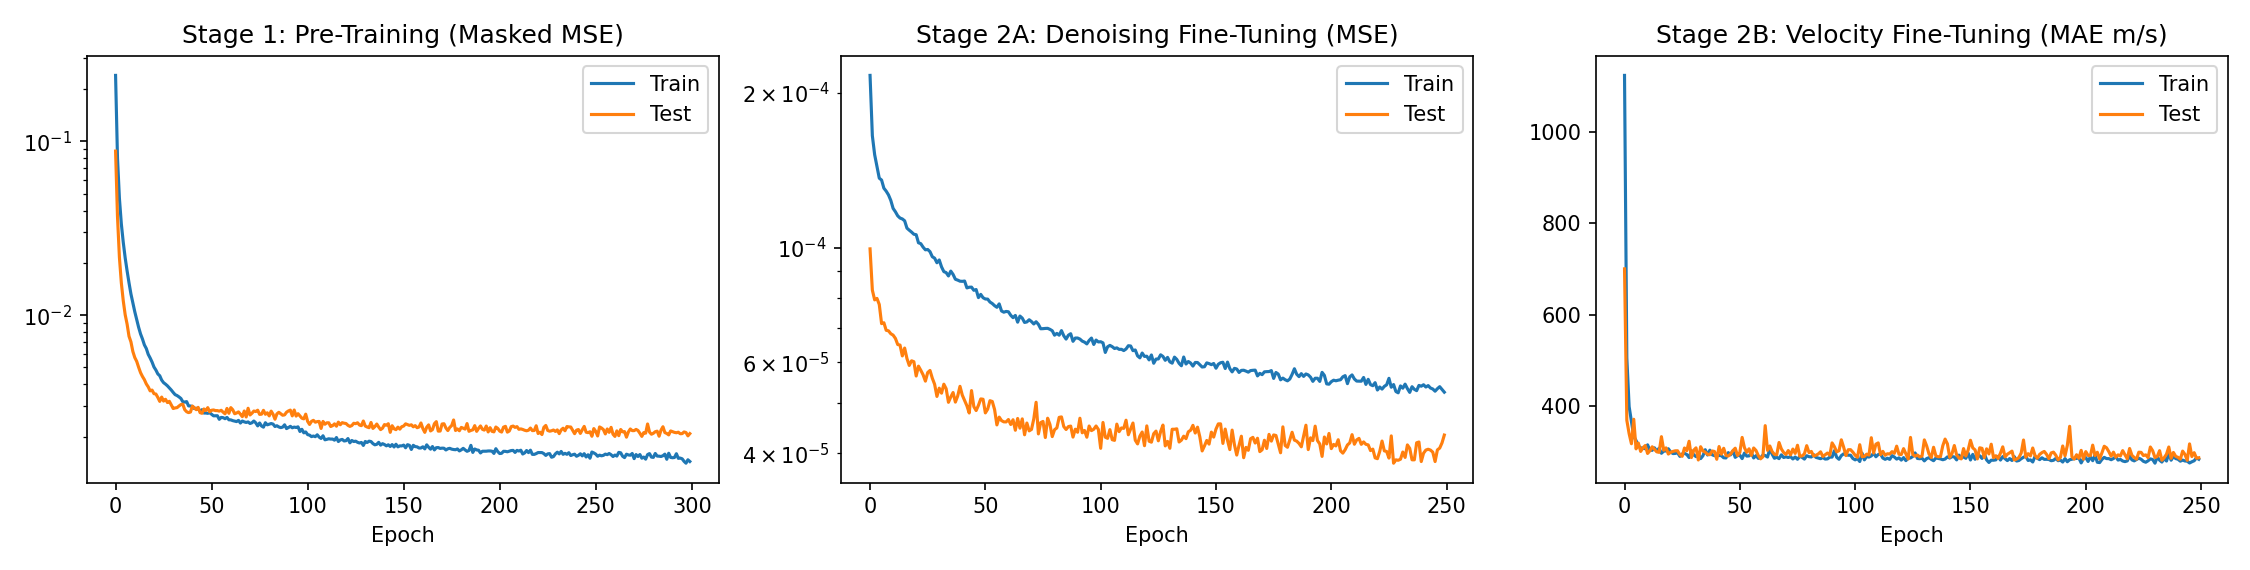 Stage 1: Pre-Training (Masked MSE)
Train
Test
10⁻¹
10⁻²
0 50 100 150 200 250 300
Epoch
Stage 2A: Denoising Fine-Tuning (MSE)
Train
Test
2 × 10⁻⁴
10⁻⁴
6 × 10⁻⁵
4 × 10⁻⁵
0 50 100 150 200 250
Epoch
Stage 2B: Velocity Fine-Tuning (MAE m/s)
Train
Test
1000
800
600
400
0 50 100 150 200 250
Epoch